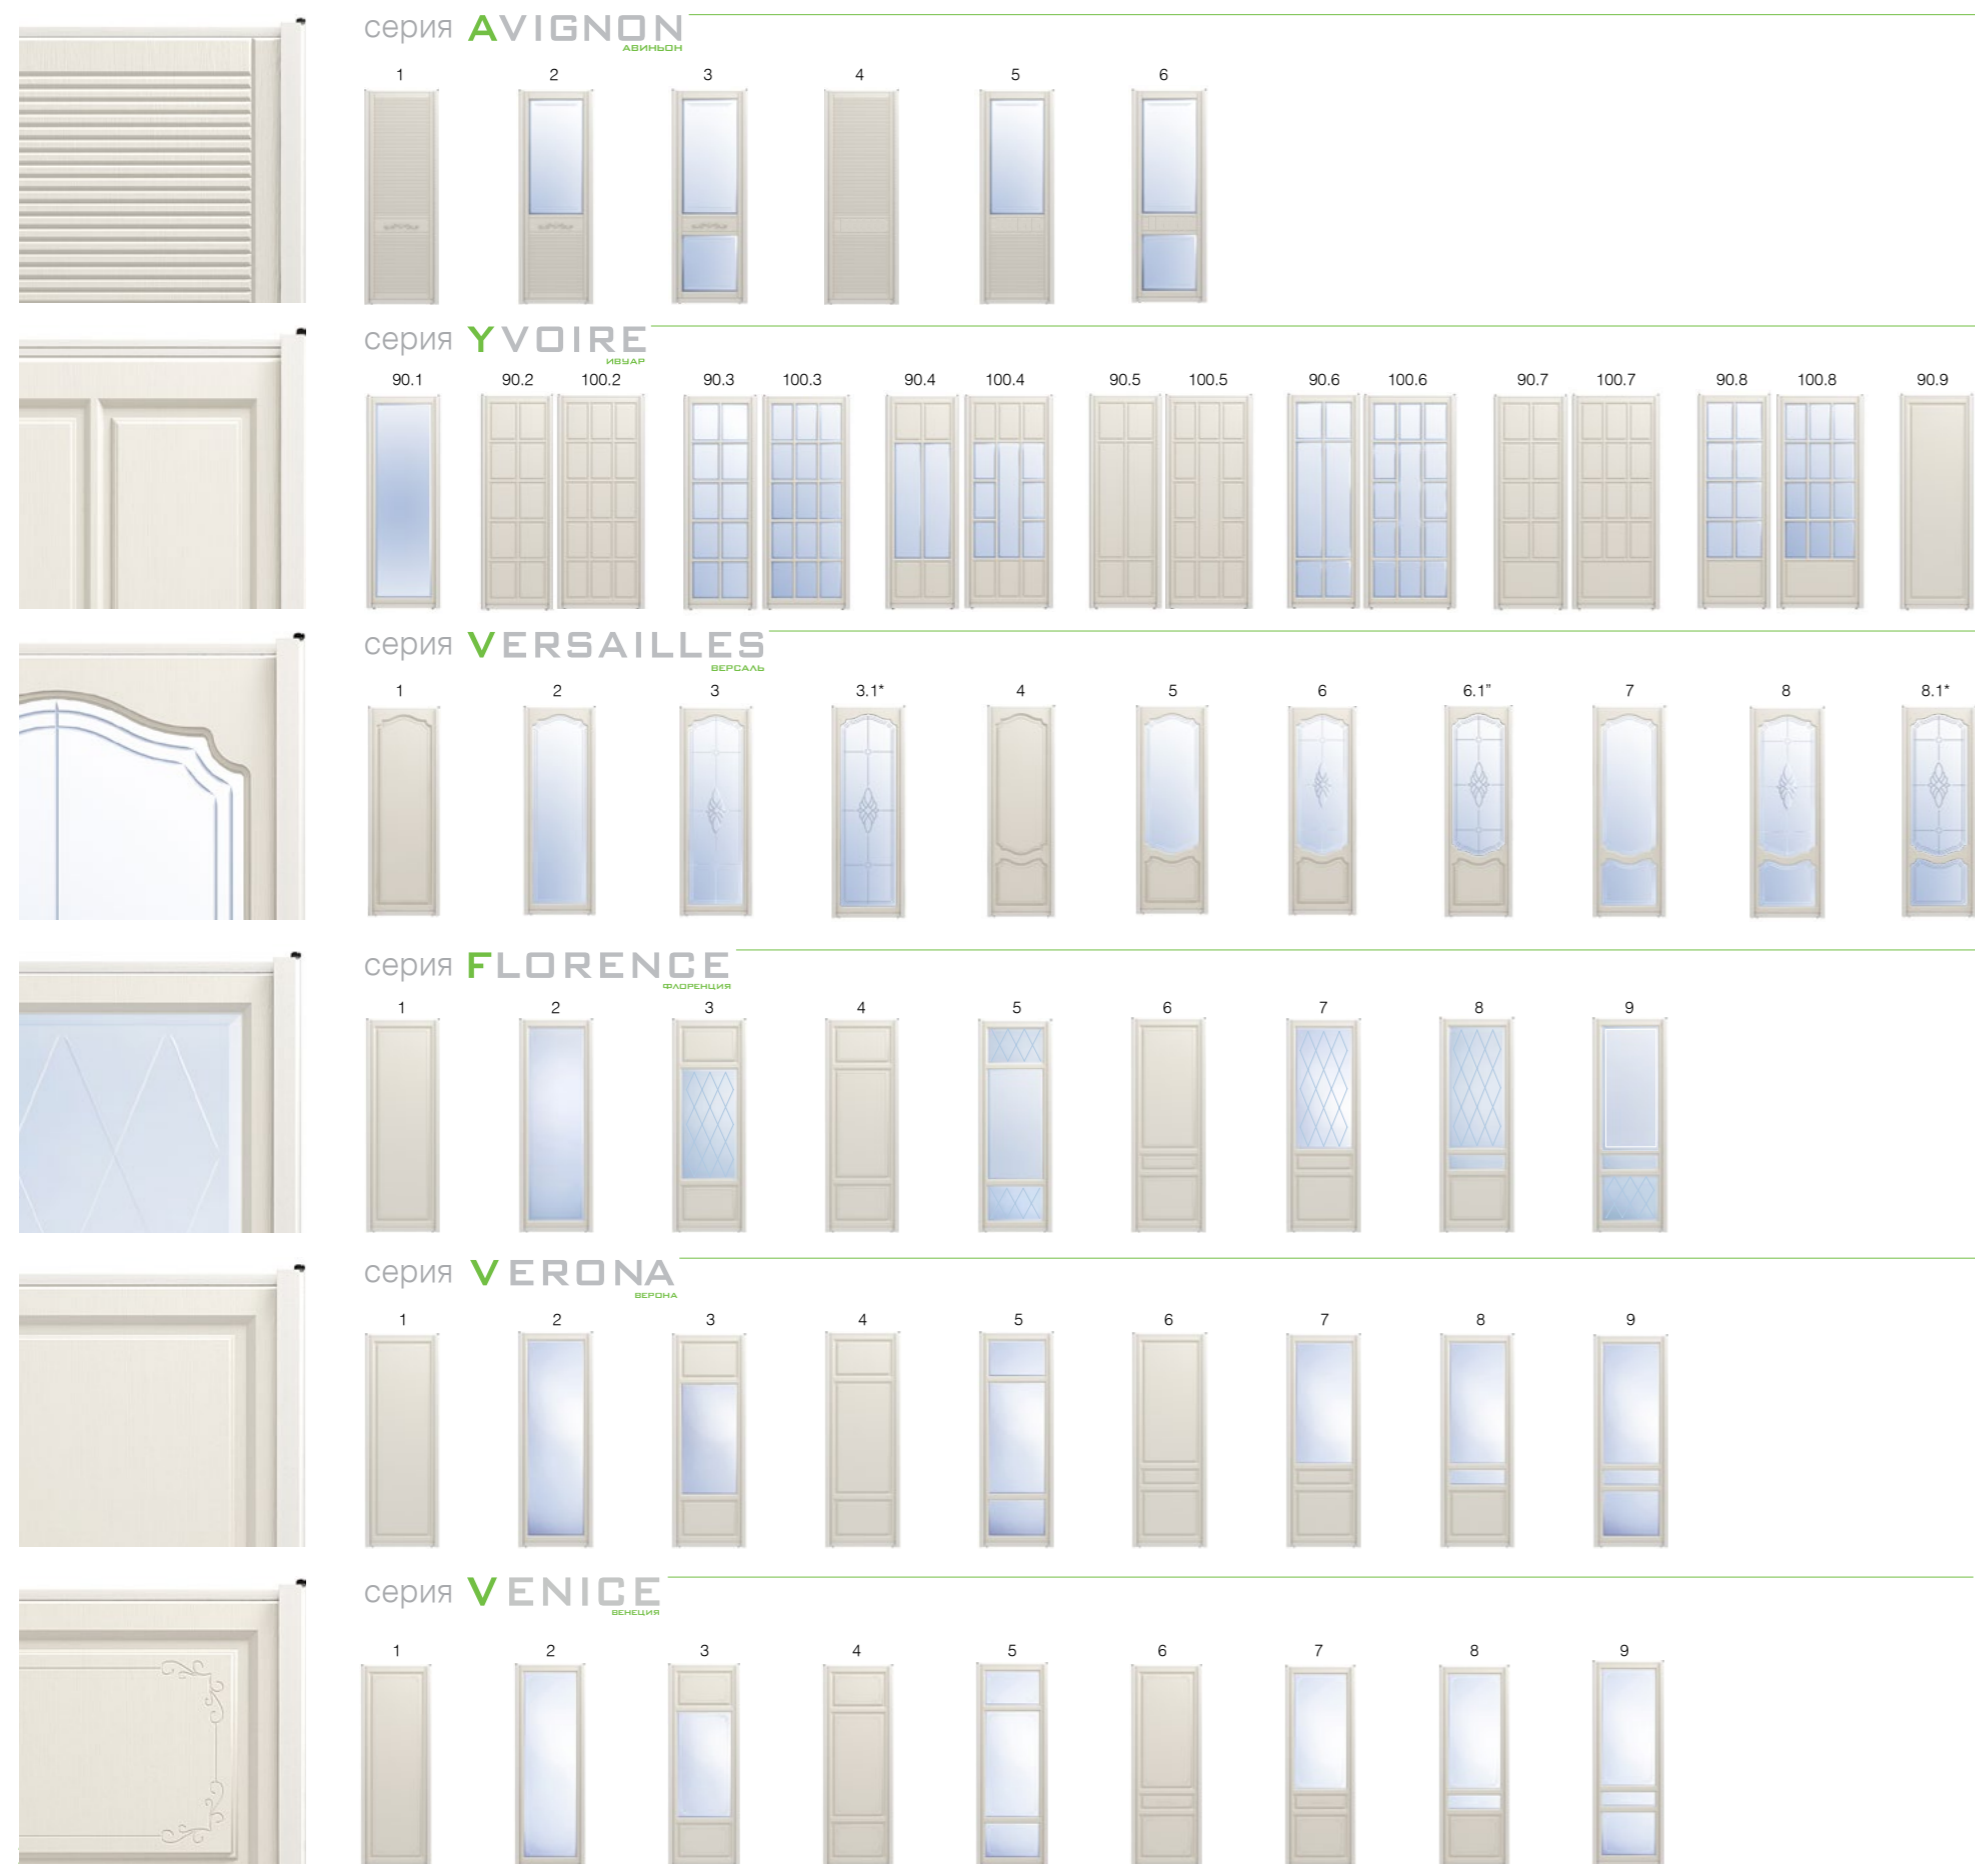 серия AVIGNON
АВИНЬОН
1 2 3 4 5 6
серия YVOIRE
ИВУАР
90.1 90.2 100.2 90.3 100.3 90.4 100.4 90.5 100.5 90.6 100.6 90.7 100.7 90.8 100.8 90.9
серия VERSAILLES
ВЕРСАЛЬ
1 2 3 3.1* 4 5 6 6.1” 7 8 8.1*
серия FLORENCE
ФЛОРЕНЦИЯ
1 2 3 4 5 6 7 8 9
серия VERONA
ВЕРОНА
1 2 3 4 5 6 7 8 9
серия VENICE
ВЕНЕЦИЯ
1 2 3 4 5 6 7 8 9